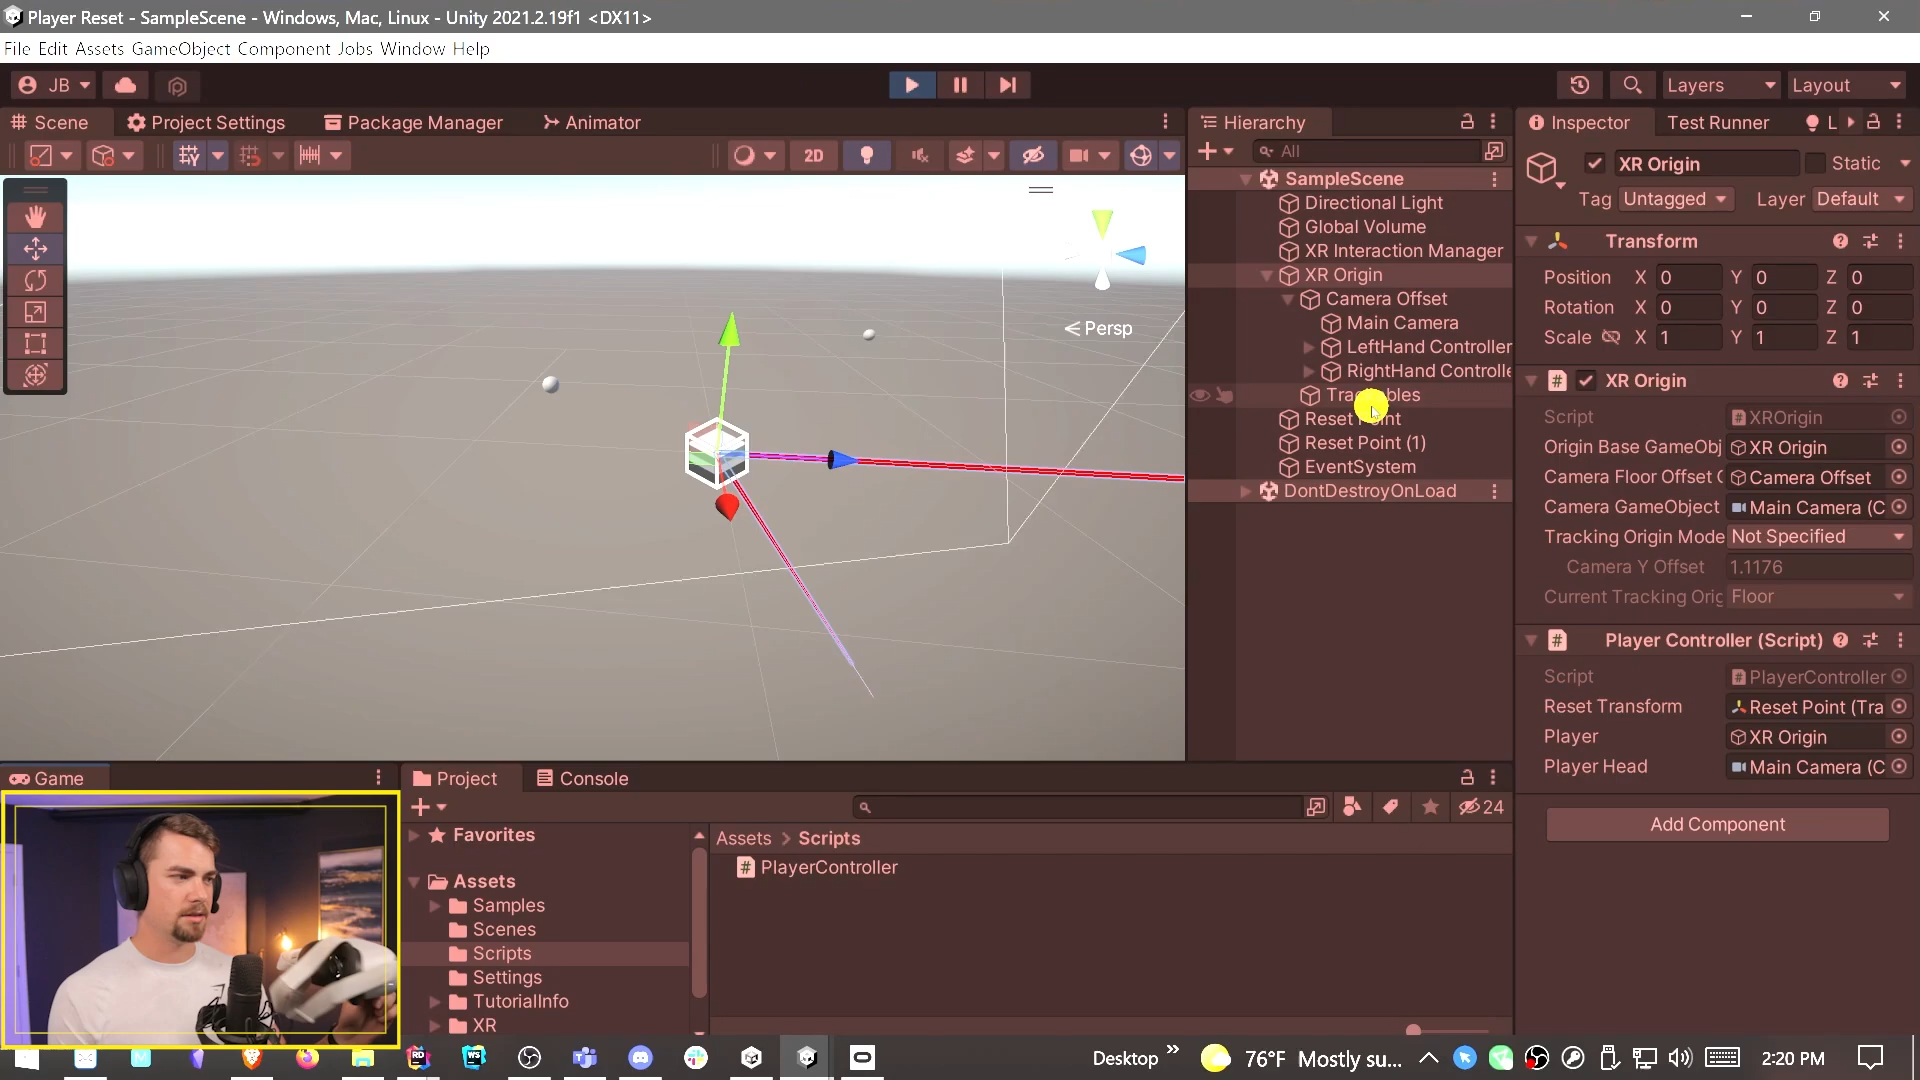 Player Reset - SampleScene - Windows, Mac, Linux - Unity 2021.2.19f1 <DX11>
File Edit Assets GameObject Component Jobs Window Help
JB
Layers
Layout
Scene
Project Settings
Package Manager
Animator
2D
Persp
Hierarchy
All
SampleScene
Directional Light
Global Volume
XR Interaction Manager
XR Origin
Camera Offset
Main Camera
LeftHand Controller
RightHand Controlle
Reset Point
Reset Point (1)
EventSystem
DontDestroyOnLoad
Inspector
Test Runner
L
XR Origin
Static
Tag Untagged
Layer Default
Transform
Position X 0 Y 0 Z 0
Rotation X 0 Y 0 Z 0
Scale X 1 Y 1 Z 1
XR Origin
Script XROrigin
Origin Base GameObj XR Origin
Camera Floor Offset Camera Offset
Camera GameObject Main Camera (C
Tracking Origin Mode Not Specified
Camera Y Offset 1.1176
Current Tracking Orig Floor
Player Controller (Script)
Script PlayerController
Reset Transform Reset Point (Tra
Player XR Origin
Player Head Main Camera (C
Add Component
Game
Project
Console
24
Favorites
Assets
Samples
Scenes
Scripts
Settings
TutorialInfo
XR
Assets > Scripts
PlayerController
Desktop
76°F Mostly su...
2:20 PM